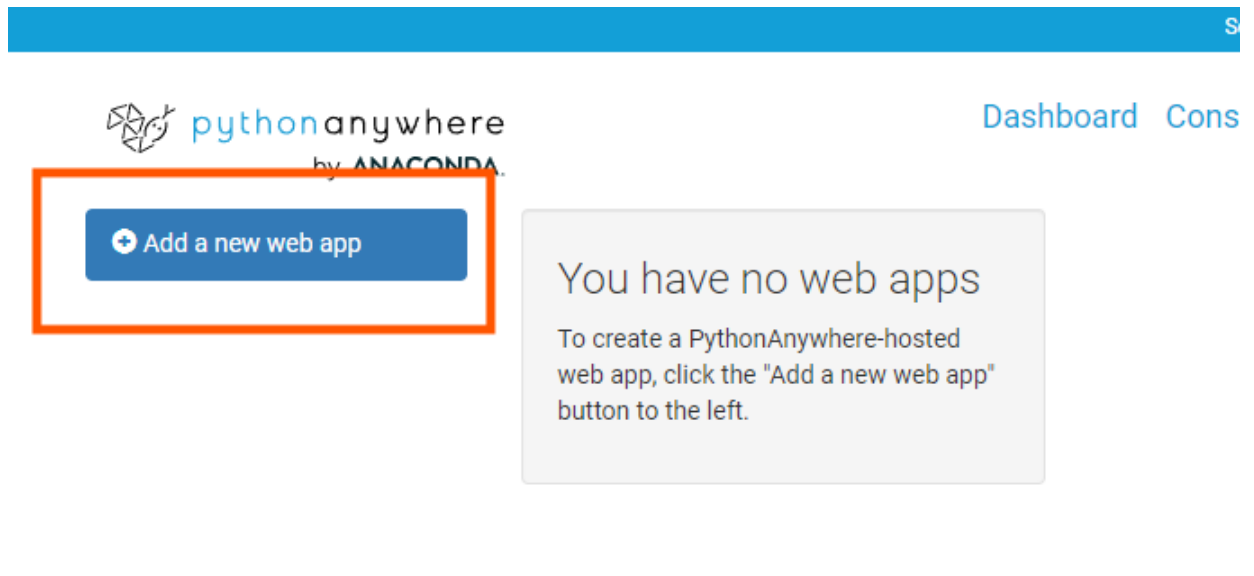 pythonanywhere
by ANACONDA.
Dashboard
Add a new web app
You have no web apps
To create a PythonAnywhere-hosted
web app, click the "Add a new web app"
button to the left.